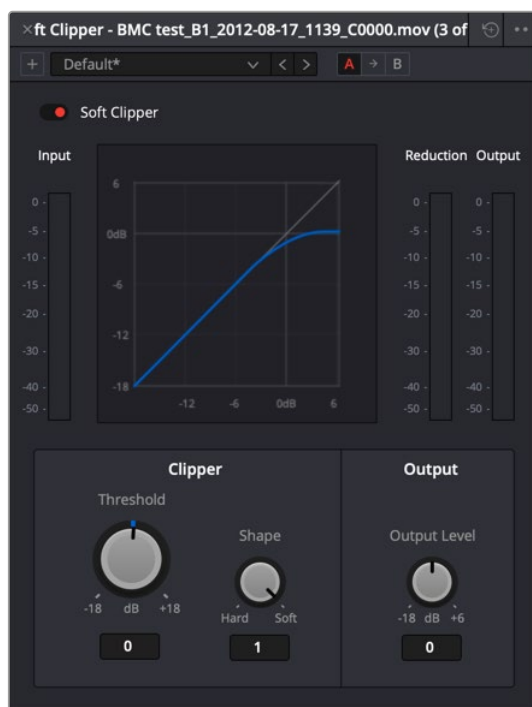 ft Clipper - BMC test_B1_2012-08-17_1139_C0000.mov (3 of
Default* A B
Soft Clipper
Input
Reduction Output
0 -
-5 -
-10 -
-15 -
-20 -
-30 -
-40 -
-50 -
6
0dB
-6
-12
-18
-12 -6 0dB 6
0 -
-5 -
-10 -
-15 -
-20 -
-30 -
-40 -
-50 -
0 -
-5 -
-10 -
-15 -
-20 -
-30 -
-40 -
-50 -
Clipper
Threshold
-18 dB +18
0
Shape
Hard Soft
1
Output
Output Level
-18 dB +6
0